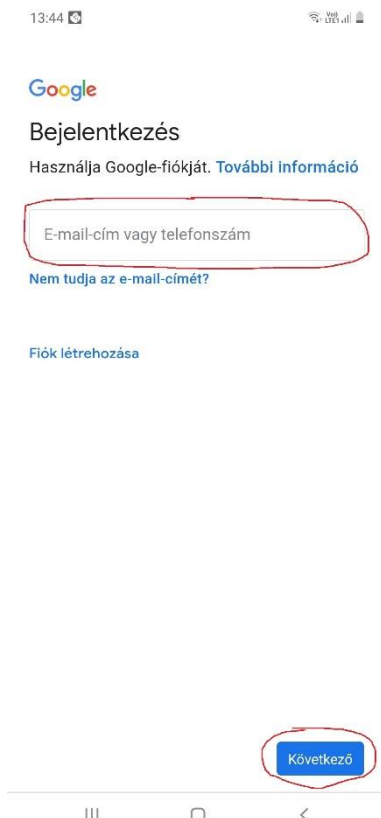 13:44
Google
Bejelentkezés
Használja Google-fiókját. További információ
E-mail-cím vagy telefonszám
Nem tudja az e-mail-címét?
Fiók létrehozása
Következő